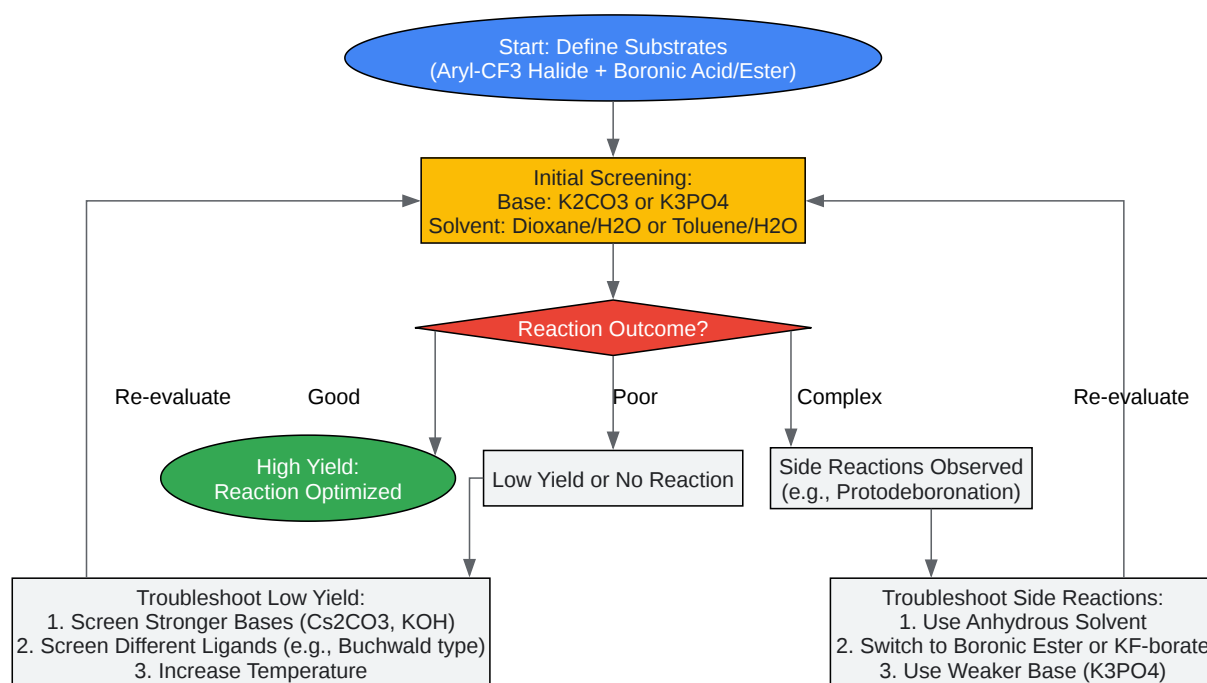 Start: Define Substrates
(Aryl-CF3 Halide + Boronic Acid/Ester)
Initial Screening:
Base: K2CO3 or K3PO4
Solvent: Dioxane/H2O or Toluene/H2O
Reaction Outcome?
Re-evaluate
Good
Poor
Complex
Re-evaluate
High Yield:
Reaction Optimized
Low Yield or No Reaction
Side Reactions Observed
(e.g., Protodeboronation)
Troubleshoot Low Yield:
1. Screen Stronger Bases (Cs2CO3, KOH)
2. Screen Different Ligands (e.g., Buchwald type)
3. Increase Temperature
Troubleshoot Side Reactions:
1. Use Anhydrous Solvent
2. Switch to Boronic Ester or KF-borate
3. Use Weaker Base (K3PO4)